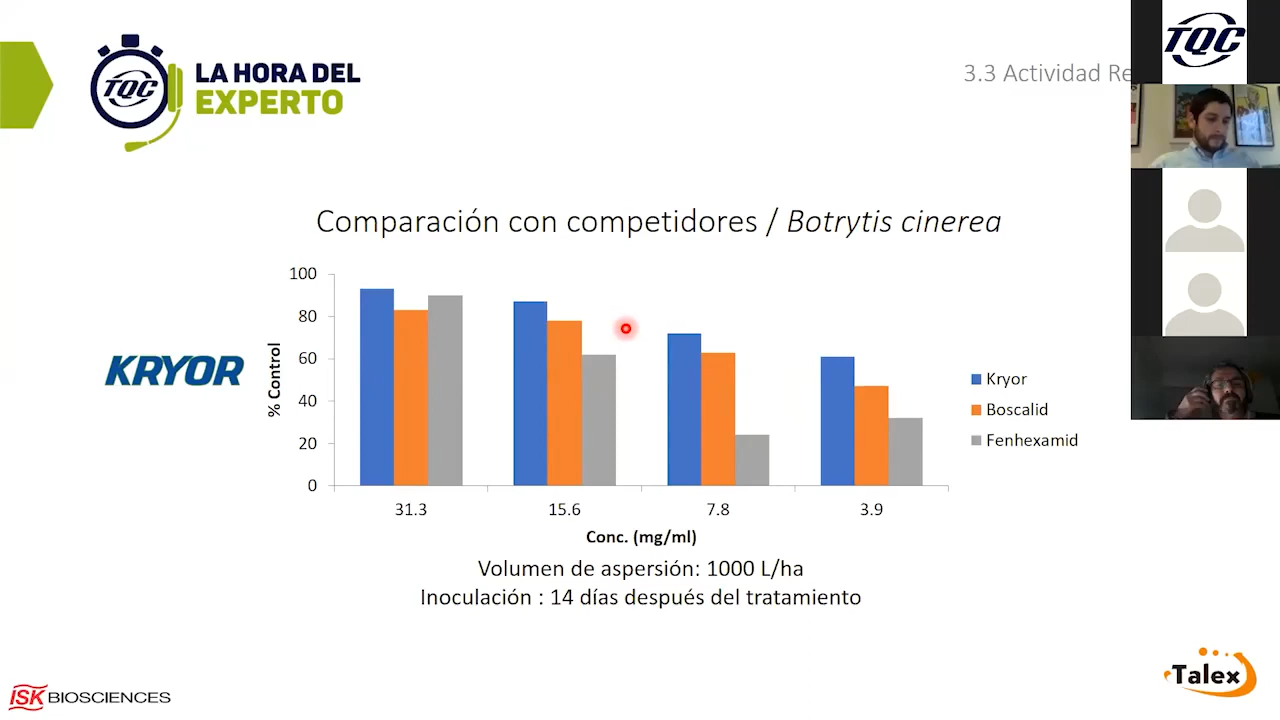 TQC
LA HORA DEL
EXPERTO
3.3 Actividad
TQC
Comparación con competidores / Botrytis cinerea
KRYOR
% Control
100
80
60
40
20
0
31.3 15.6 7.8 3.9
Conc. (mg/ml)
Kryor
Boscalid
Fenhexamid
Volumen de aspersión: 1000 L/ha
Inoculación : 14 días después del tratamiento
ISK BIOSCIENCES
Talex